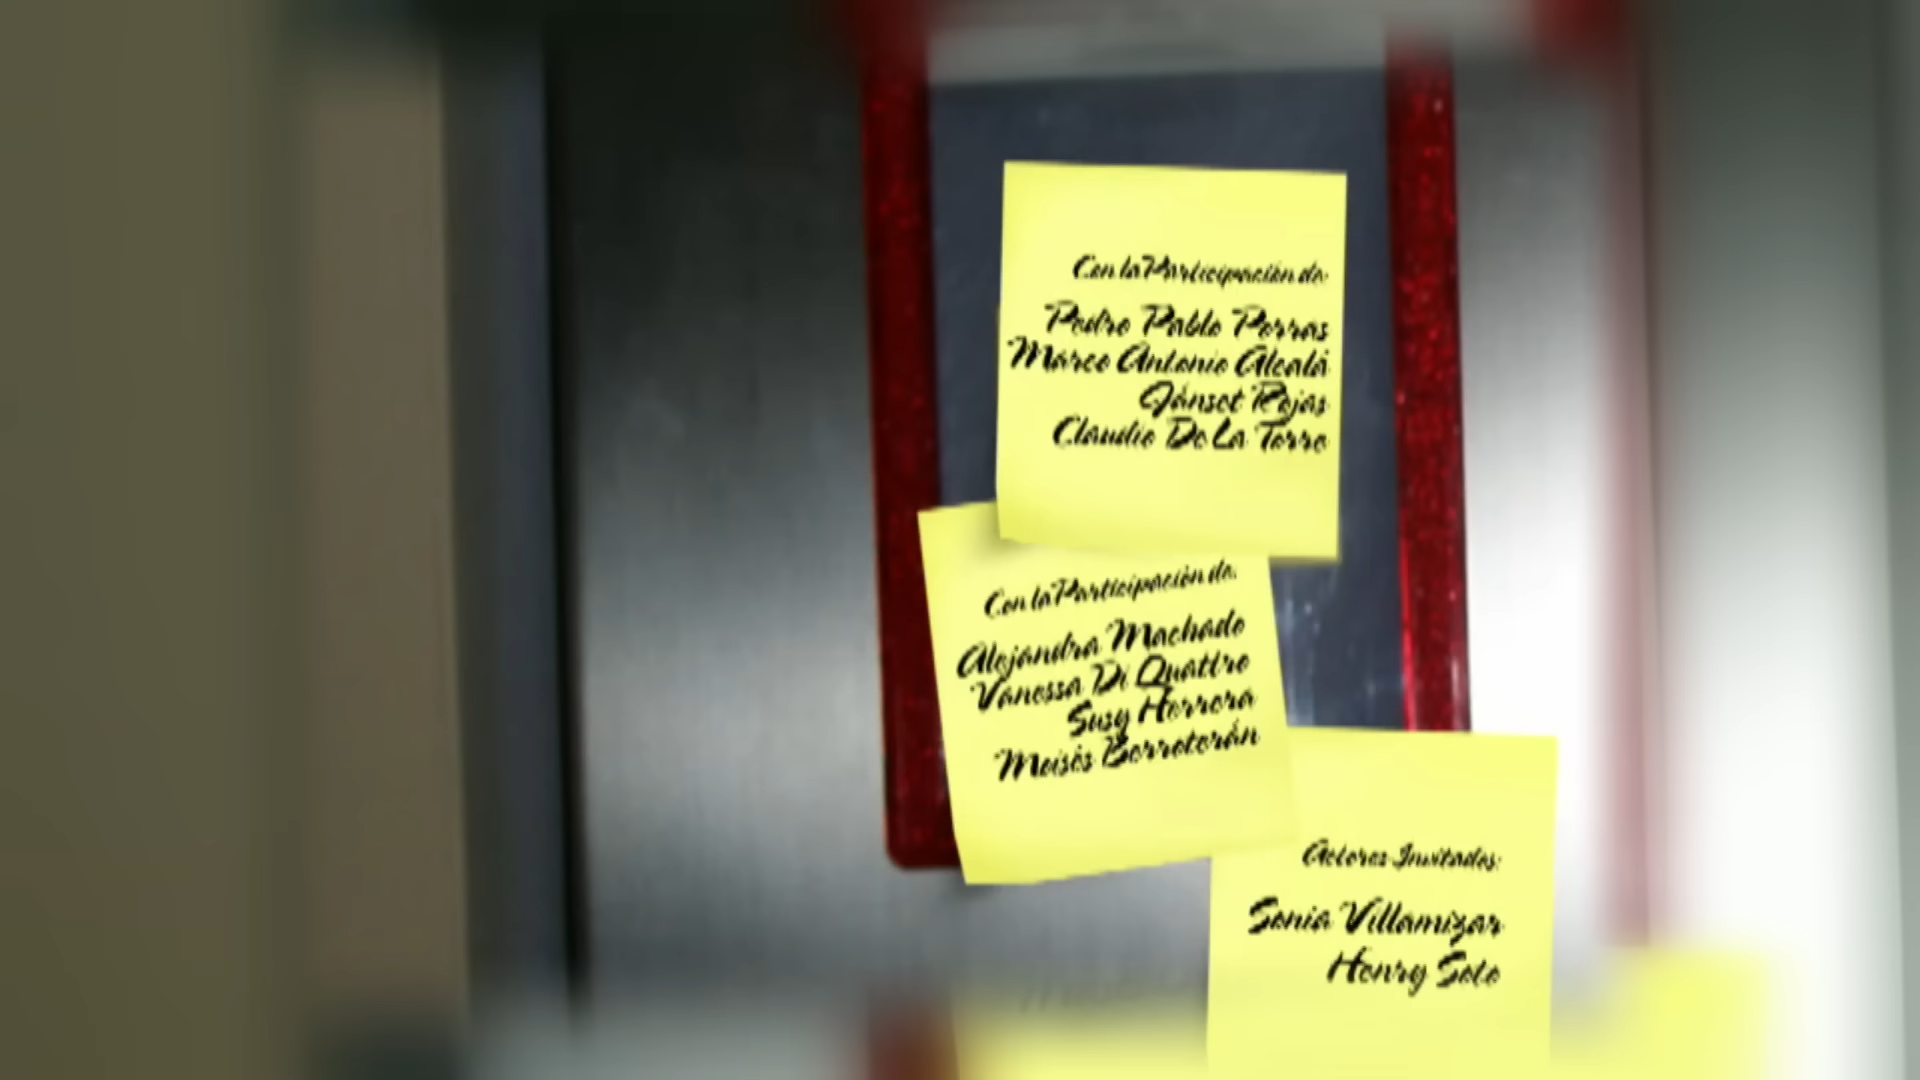 Con la Participación de:
Pedro Pablo Porras
Marco Antonio Alcalá
Jánset Rojas
Claudio De La Torre
Con la Participación de:
Alejandra Machado
Vanessa Di Quattro
Susy Herrera
Moisés Berroterán
Actores Invitados:
Sonia Villamizar
Henry Soto